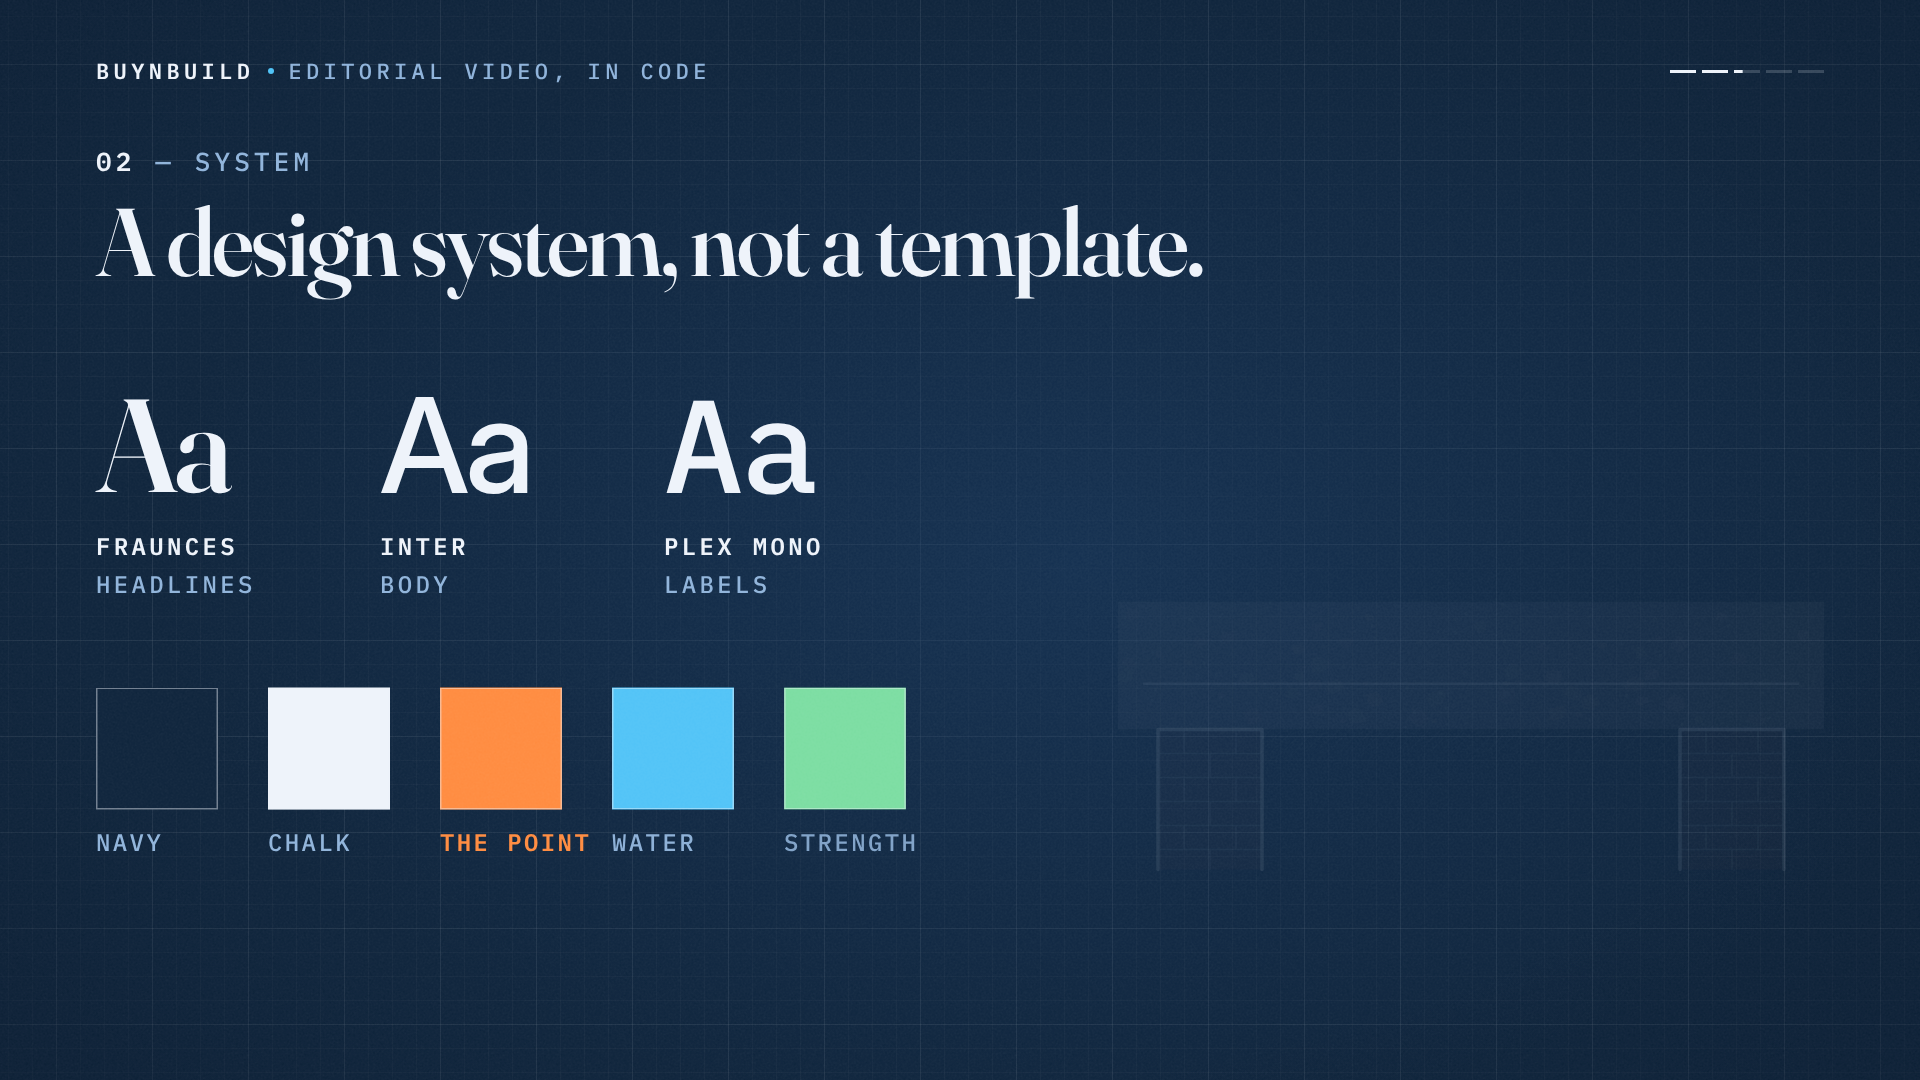 BUYNBUILD • EDITORIAL VIDEO, IN CODE
02 — SYSTEM
A design system, not a template.
Aa Aa Aa
FRAUNCES INTER PLEX MONO
HEADLINES BODY LABELS
NAVY CHALK THE POINT WATER STRENGTH